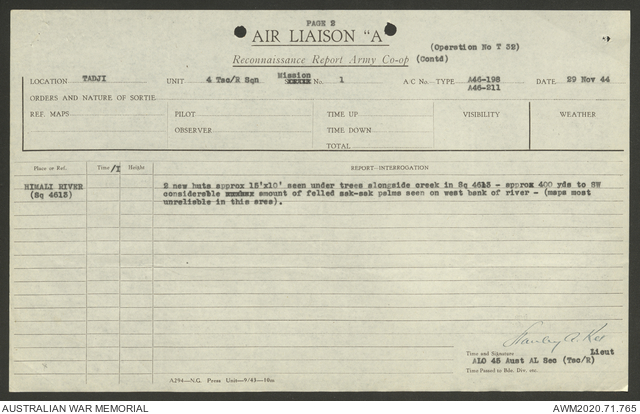 PAGE 2
AIR LIAISON "A"
(Operation No T 52)
Reconnaissance Report Army Co-op (Contd)
LOCATION TADJI UNIT 4 Tac/R Sqn Mission No. 1 A C No. TYPE A46-198 DATE 29 Nov 44
A46-211
ORDERS AND NATURE OF SORTIE
REF. MAPS PILOT TIME UP VISIBILITY WEATHER
OBSERVER TIME DOWN
TOTAL
Place or Ref. Time/I Height REPORT—INTERROGATION
HIMALI RIVER 2 new huts approx 15'x10' seen under trees alongside creek in Sq 4613 - approx 400 yds to SW
(Sq 4613) considerable amount of felled sak-sak palms seen on west bank of river - (maps most
unreliable in this area).
Time and Signature Lieut
ALO 45 Aust AL Sec (Tac/R)
Time Passed to Bde. Div. etc.
A294—N.G. Press Unit—9/43—10m
AUSTRALIAN WAR MEMORIAL AWM2020.71.765